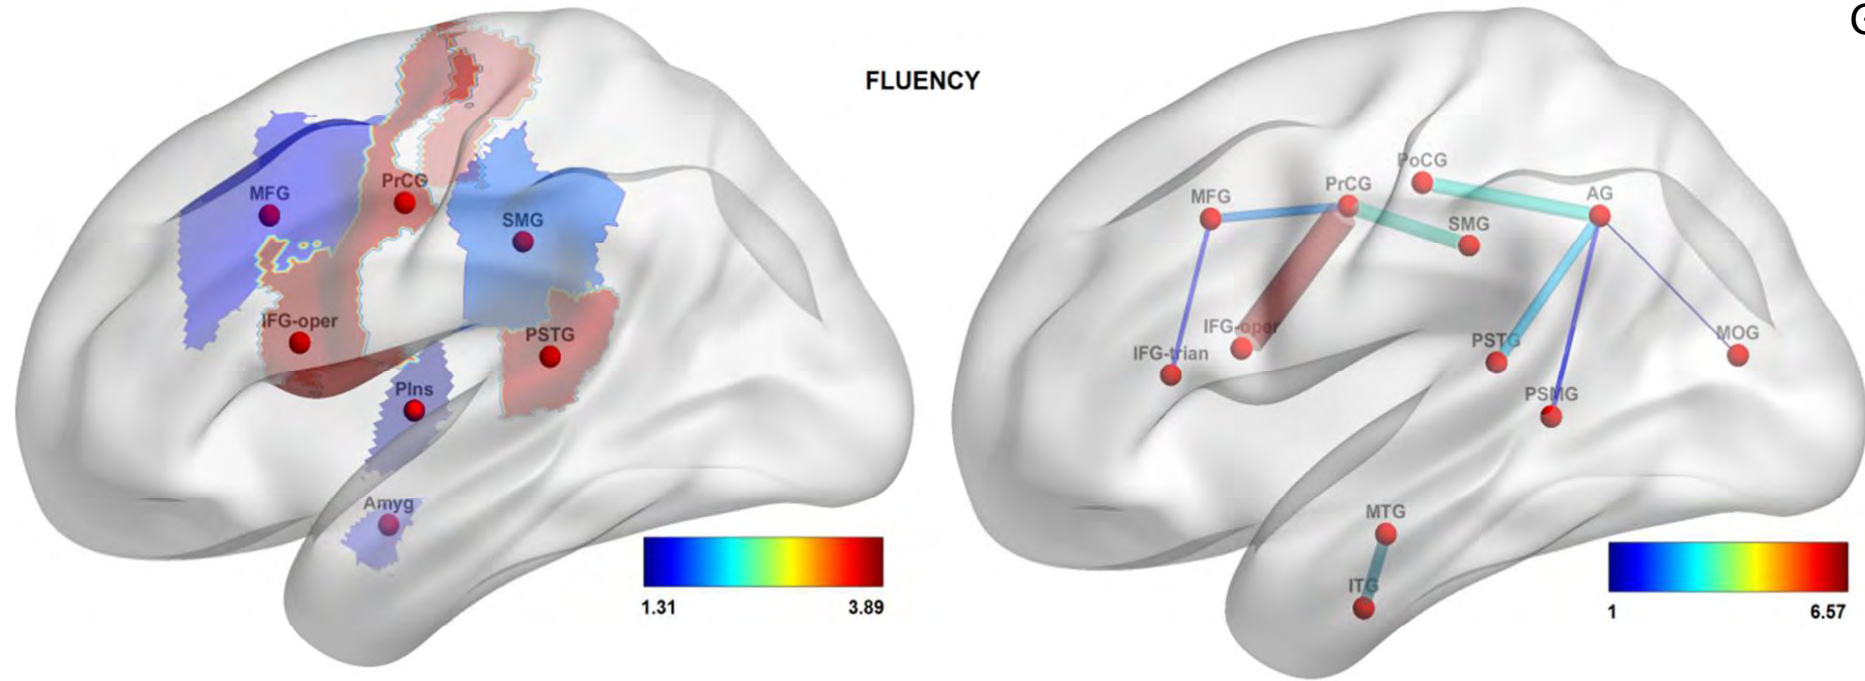 G
FLUENCY
MFG
PrCG
SMG
IFG-oper
PSTG
PIns
Amyg
1.31
3.89
PoCG
PrCG
AG
MFG
SMG
IFG-oper
IFG-trian
PSTG
MOG
PSMG
MTG
ITG
1
6.57